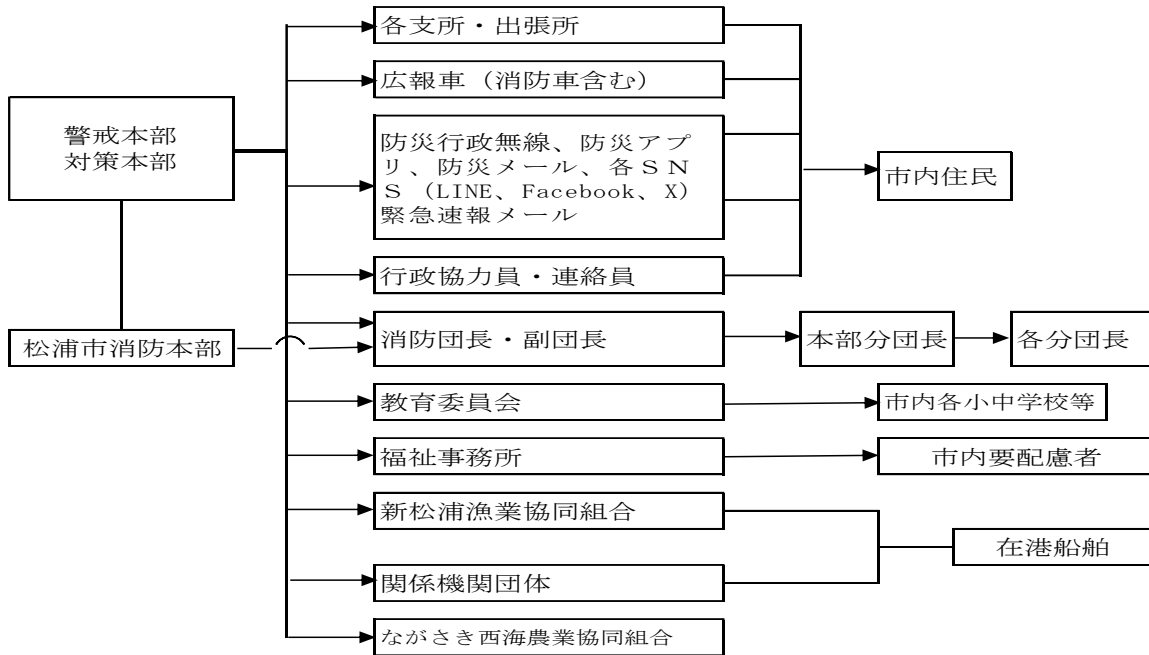 各支所・出張所
広報車（消防車含む）
警戒本部
対策本部
防災行政無線、防災アプ
リ、防災メール、各ＳＮ
Ｓ（LINE、Facebook、X）
緊急速報メール
市内住民
行政協力員・連絡員
松浦市消防本部
消防団長・副団長
本部分団長
各分団長
教育委員会
市内各小中学校等
福祉事務所
市内要配慮者
新松浦漁業協同組合
在港船舶
関係機関団体
ながさき西海農業協同組合